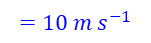 = 10 m s⁻¹